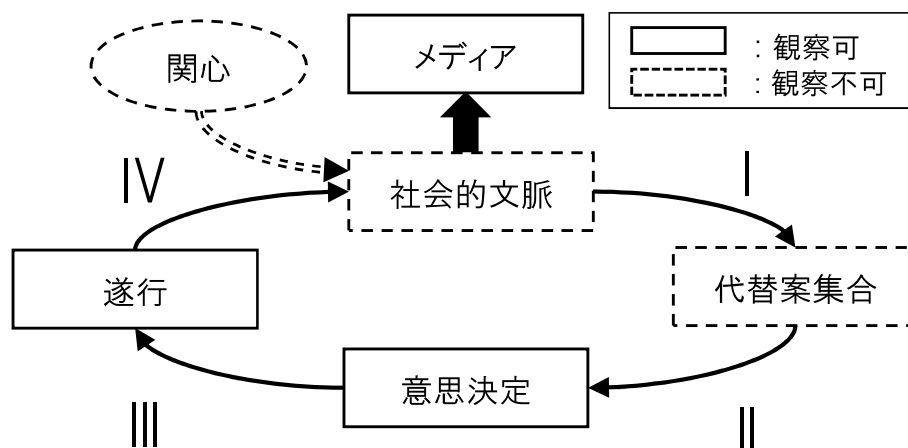 関心
メディア
：観察可
：観察不可
IV
社会的文脈
I
遂行
代替案集合
意思決定
III
II